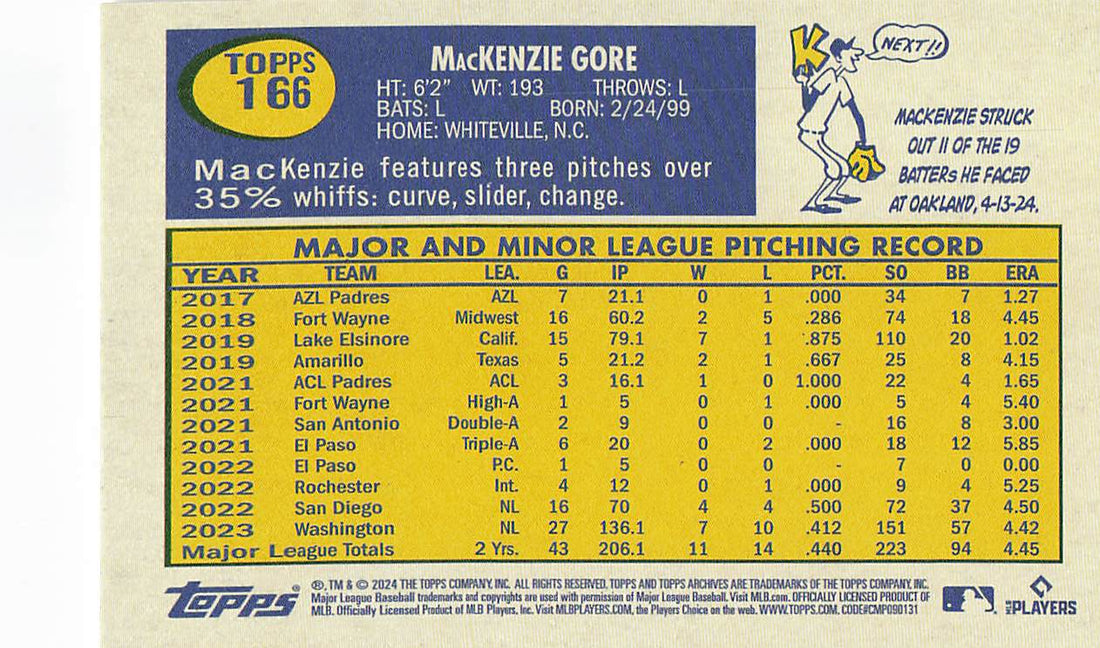 TOPPS
166
MacKENZIE GORE
HT: 6'2" WT: 193 THROWS: L
BATS: L BORN: 2/24/99
HOME: WHITEVILLE, N.C.
MacKenzie features three pitches over
35% whiffs: curve, slider, change.
K
NEXT!!
MACKENZIE STRUCK
OUT 11 OF THE 19
BATTERs HE FACED
AT OAKLAND, 4-13-24.
MAJOR AND MINOR LEAGUE PITCHING RECORD
YEAR TEAM LEA. G IP W L PCT. SO BB ERA
2017 AZL Padres AZL 7 21.1 0 1 .000 34 7 1.27
2018 Fort Wayne Midwest 16 60.2 2 5 .286 74 18 4.45
2019 Lake Elsinore Calif. 15 79.1 7 1 .875 110 20 1.02
2019 Amarillo Texas 5 21.2 2 1 .667 25 8 4.15
2021 ACL Padres ACL 3 16.1 1 0 1.000 22 4 1.65
2021 Fort Wayne High-A 1 5 0 1 .000 5 4 5.40
2021 San Antonio Double-A 2 9 0 0 - 16 8 3.00
2021 El Paso Triple-A 6 20 0 2 .000 18 12 5.85
2022 El Paso P.C. 1 5 0 0 - 7 0 0.00
2022 Rochester Int. 4 12 0 1 .000 9 4 5.25
2022 San Diego NL 16 70 4 4 .500 72 37 4.50
2023 Washington NL 27 136.1 7 10 .412 151 57 4.42
Major League Totals 2 Yrs. 43 206.1 11 14 .440 223 94 4.45
topps®
®, TM & © 2024 THE TOPPS COMPANY, INC. ALL RIGHTS RESERVED. TOPPS AND TOPPS ARCHIVES ARE TRADEMARKS OF THE TOPPS COMPANY, INC.
Major League Baseball trademarks and copyrights are used with permission of Major League Baseball. Visit MLB.com. OFFICIALLY LICENSED PRODUCT OF
MLB. Officially Licensed Product of MLB Players, Inc. Visit MLBPLAYERS.COM, the Players Choice on the web. WWW.TOPPS.COM. CODE#CMP090131
MLB PLAYERS